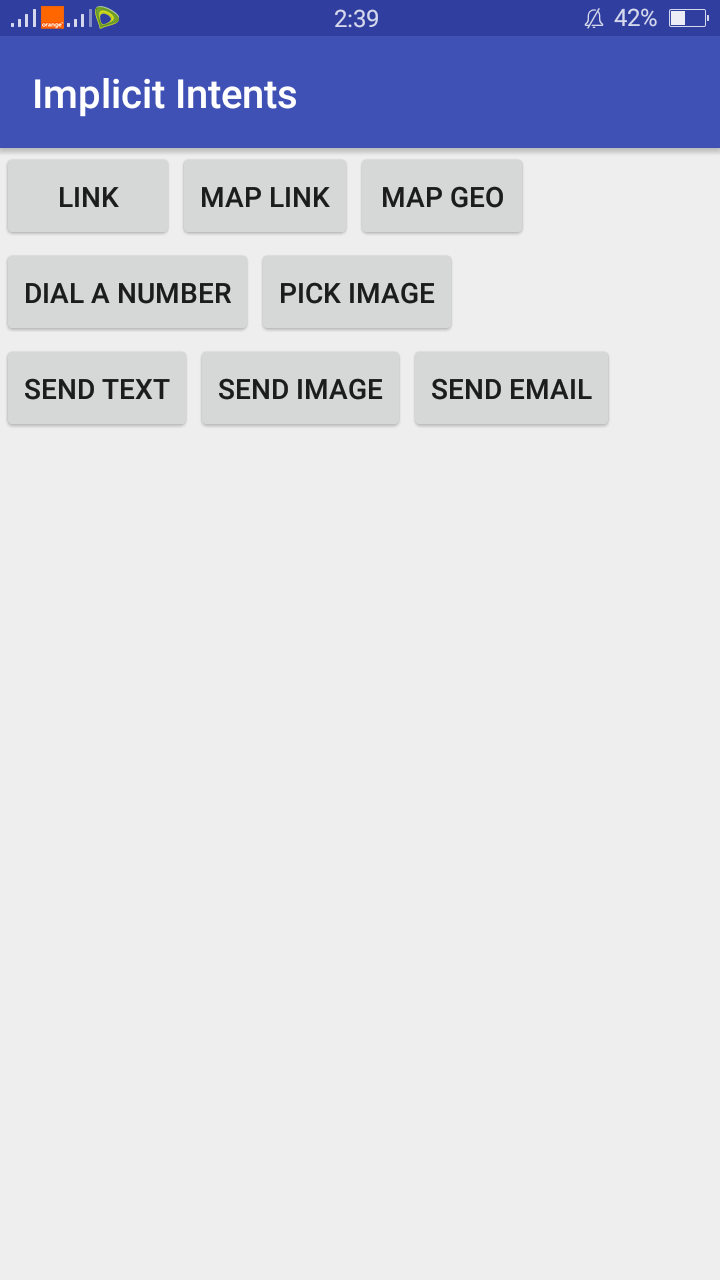 orange 2:39 42%
Implicit Intents
LINK MAP LINK MAP GEO
DIAL A NUMBER PICK IMAGE
SEND TEXT SEND IMAGE SEND EMAIL